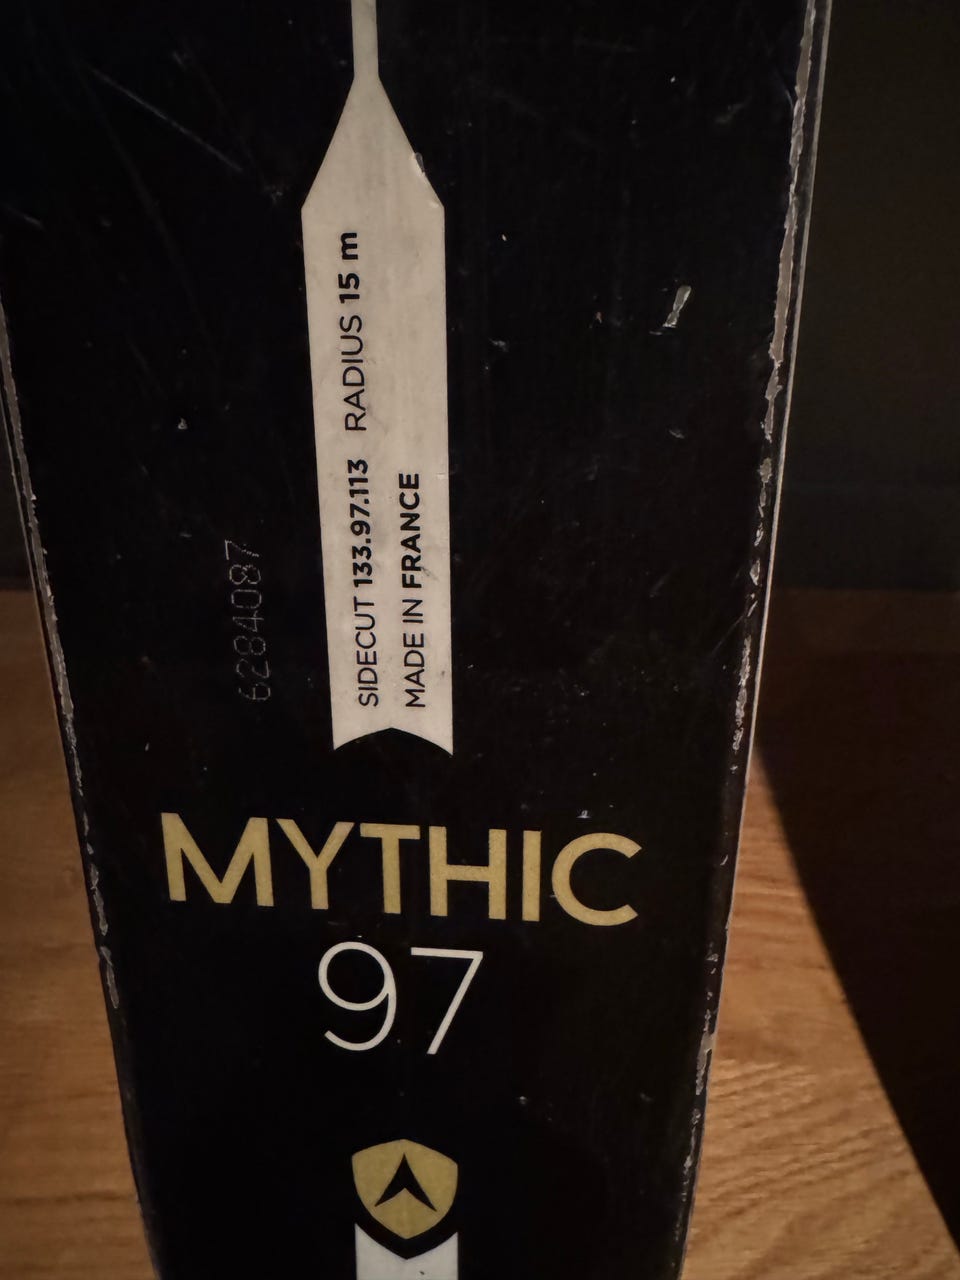 SIDECUT 133.97.113 RADIUS 15 m
MADE IN FRANCE
6284087
MYTHIC
97